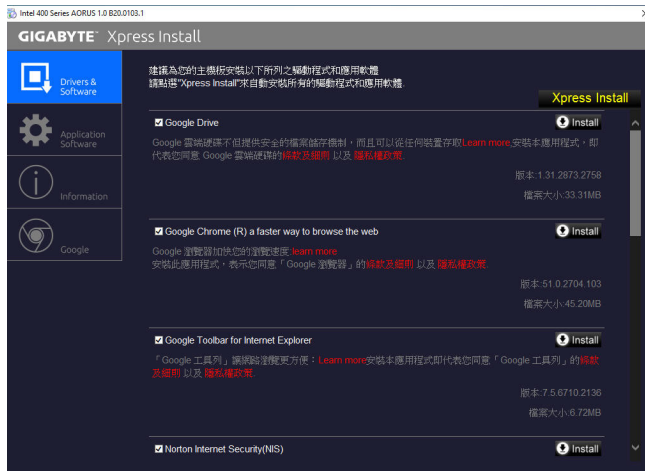 Intel 400 Series AORUS 1.0 B20.0103.1
GIGABYTE™ Xpress Install
Drivers & Software
Application Software
Information
Google
建議為您的主機板安裝以下所列之驅動程式和應用軟體
請點選"Xpress Install"來自動安裝所有的驅動程式和應用軟體.
Xpress Install
Google Drive
Install
Google 雲端硬碟不但提供安全的檔案儲存機制，而且可以從任何裝置存取Learn more,安裝本應用程式，即
代表您同意 Google 雲端硬碟的條款及細則 以及 隱私權政策.
版本:1.31.2873.2758
檔案大小:33.31MB
Google Chrome (R) a faster way to browse the web
Install
Google 瀏覽器加快您的瀏覽速度:learn more
安裝此應用程式，表示您同意「Google 瀏覽器」的條款及細則 以及 隱私權政策.
版本:51.0.2704.103
檔案大小:45.20MB
Google Toolbar for Internet Explorer
Install
「Google 工具列」讓網路瀏覽更方便：Learn more安裝本應用程式即代表您同意「Google 工具列」的條款
及細則 以及 隱私權政策.
版本:7.5.6710.2136
檔案大小:6.72MB
Norton Internet Security(NIS)
Install